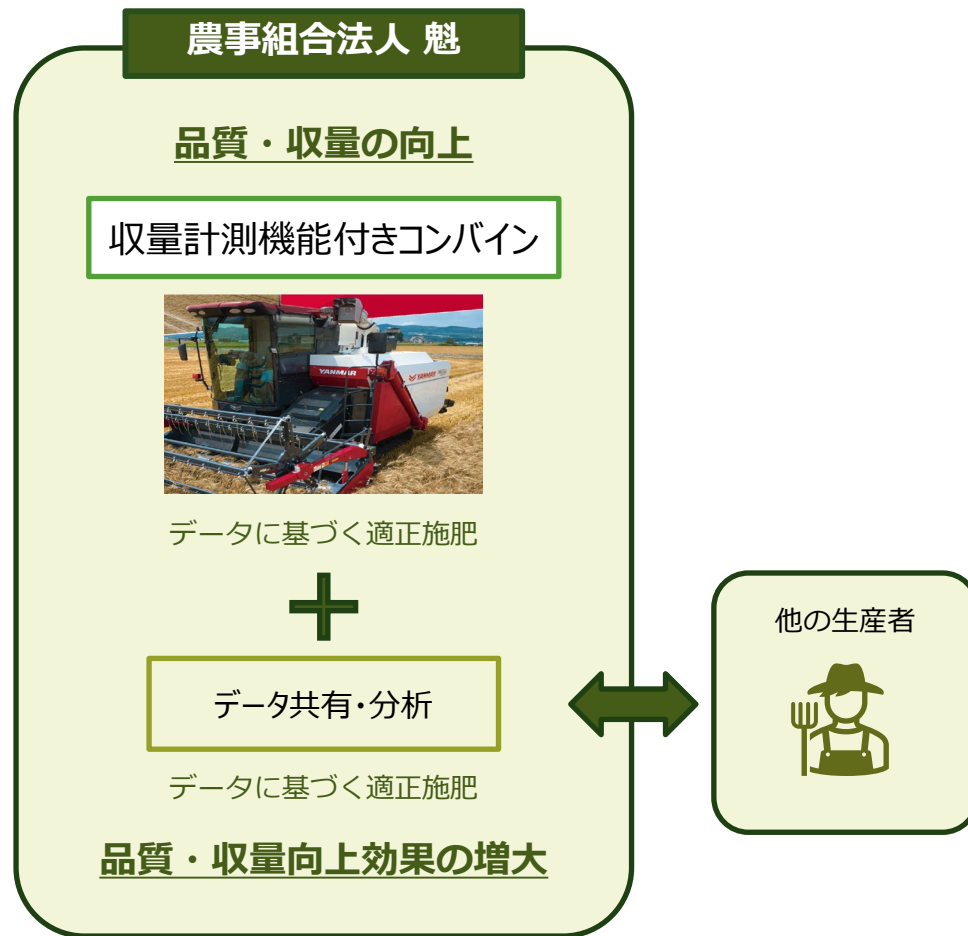 農事組合法人 魁
品質・収量の向上
収量計測機能付きコンバイン
YANMAR
YANMAR
データに基づく適正施肥
データ共有・分析
他の生産者
データに基づく適正施肥
品質・収量向上効果の増大